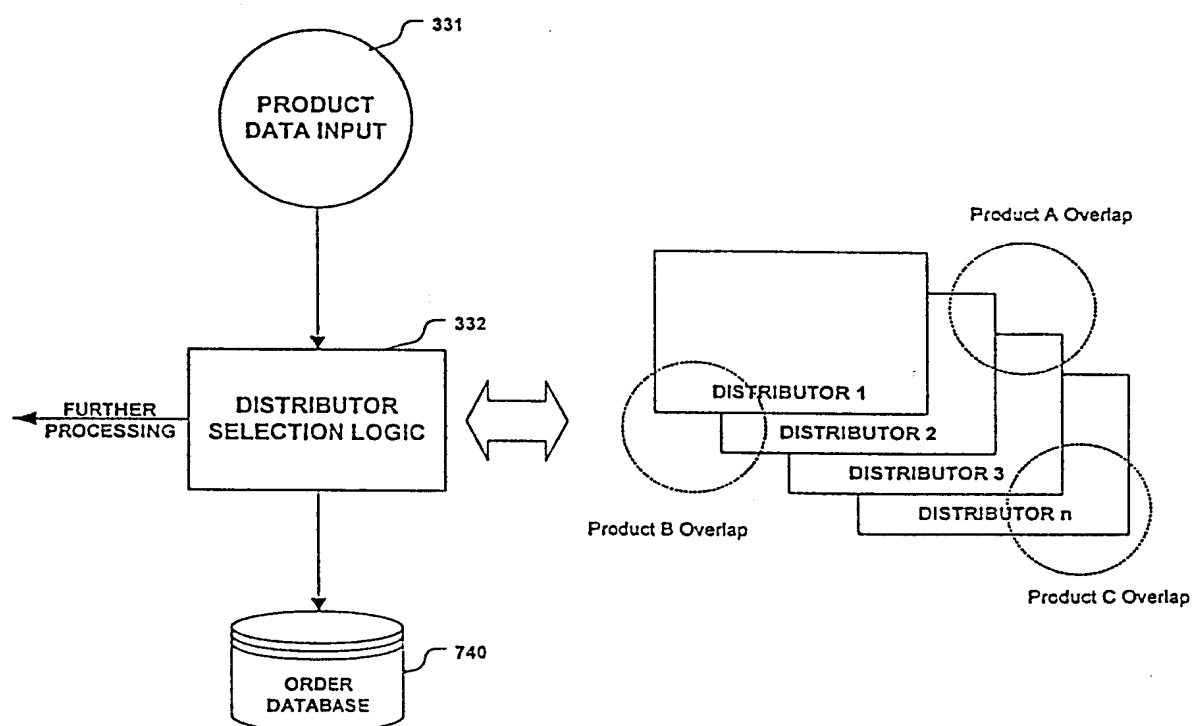 331
PRODUCT
DATA INPUT
Product A Overlap
332
DISTRIBUTOR
SELECTION LOGIC
FURTHER
PROCESSING
DISTRIBUTOR 1
DISTRIBUTOR 2
DISTRIBUTOR 3
DISTRIBUTOR n
Product B Overlap
Product C Overlap
740
ORDER
DATABASE